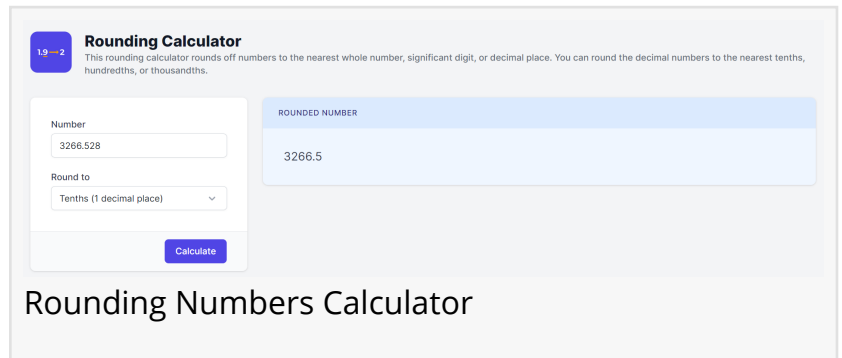 1.9→2
Rounding Calculator
This rounding calculator rounds off numbers to the nearest whole number, significant digit, or decimal place. You can round the decimal numbers to the nearest tenths,
hundredths, or thousandths.
Number
3266.528
Round to
Tenths (1 decimal place)
Calculate
ROUNDED NUMBER
3266.5
Rounding Numbers Calculator